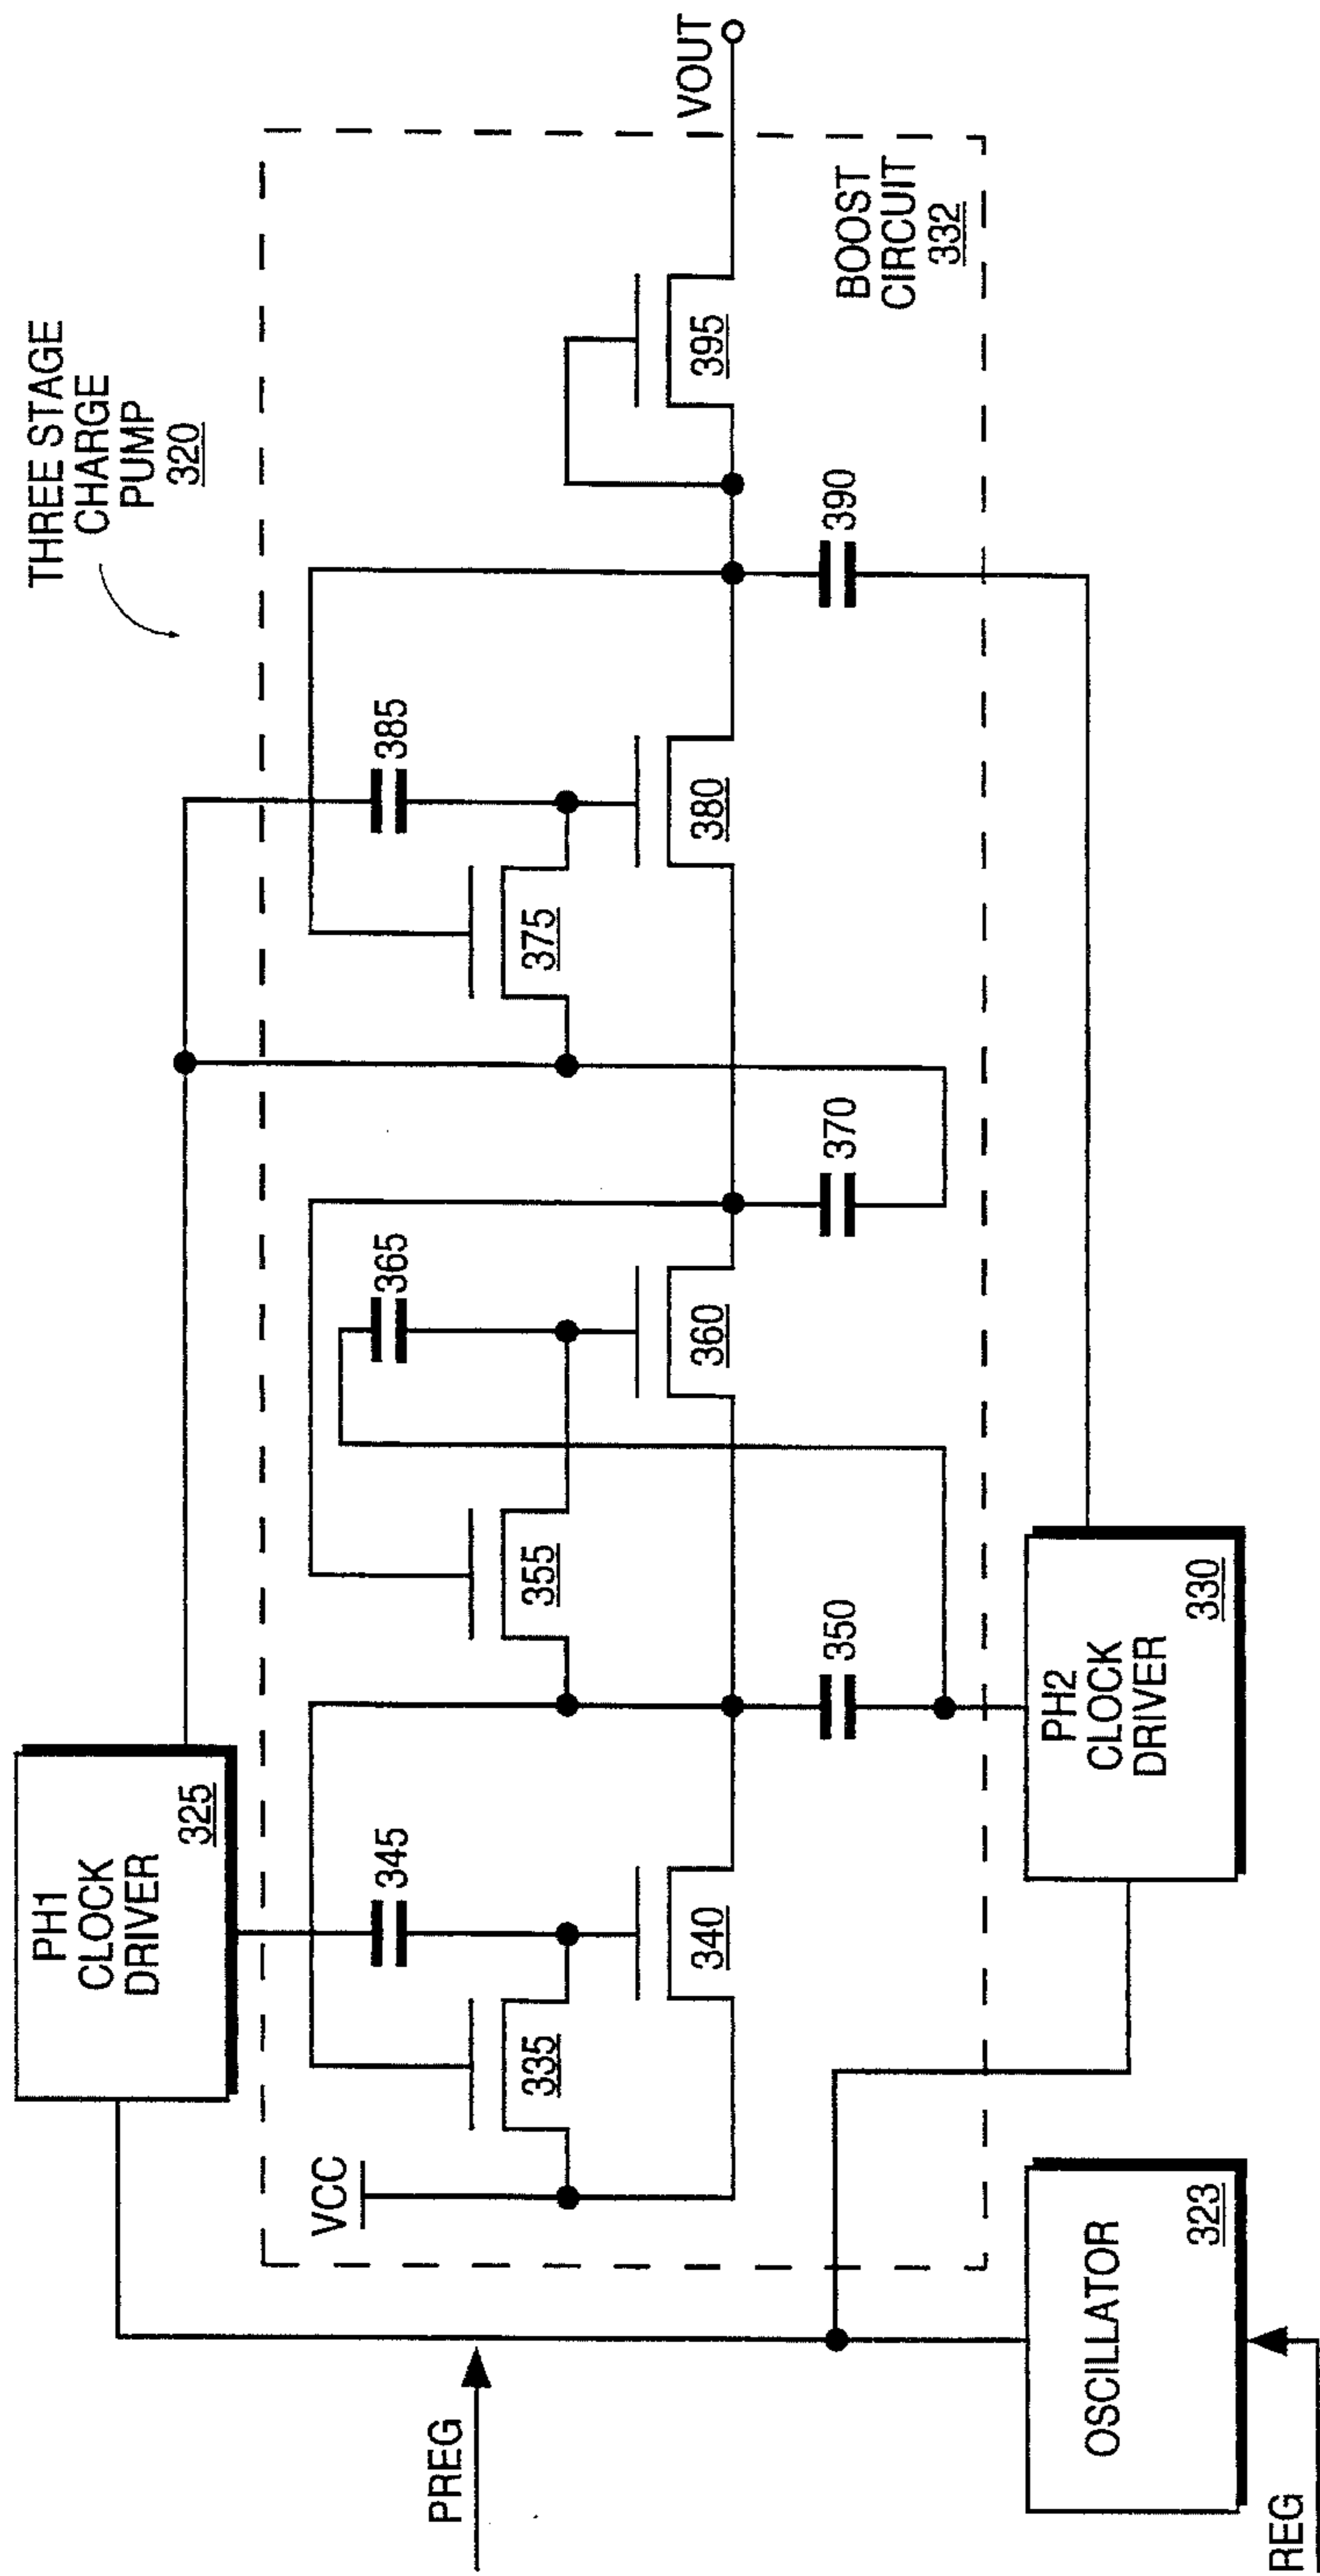 THREE STAGE
CHARGE
PUMP
320
PH1
CLOCK
DRIVER
325
VCC
335
345
340
355
365
360
375
385
380
395
350
370
390
BOOST
CIRCUIT
332
VOUT
PREG
OSCILLATOR
323
REG
PH2
CLOCK
DRIVER
330